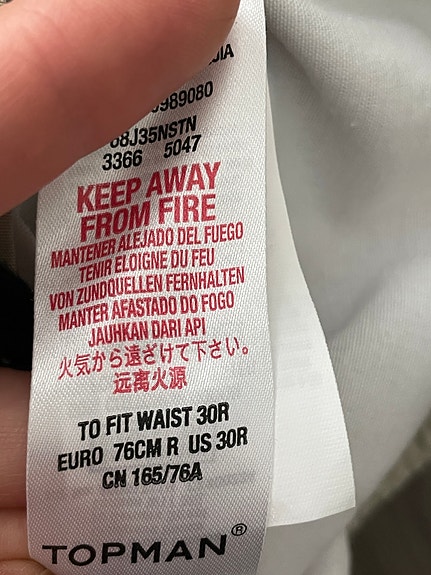 68J35NSTN
3366 5047
KEEP AWAY
FROM FIRE
MANTENER ALEJADO DEL FUEGO
TENIR ELOIGNE DU FEU
VON ZUNDQUELLEN FERNHALTEN
MANTER AFASTADO DO FOGO
JAUHKAN DARI API
火気から遠ざけて下さい。
远离火源
TO FIT WAIST 30R
EURO 76CM R US 30R
CN 165/76A
TOPMAN®